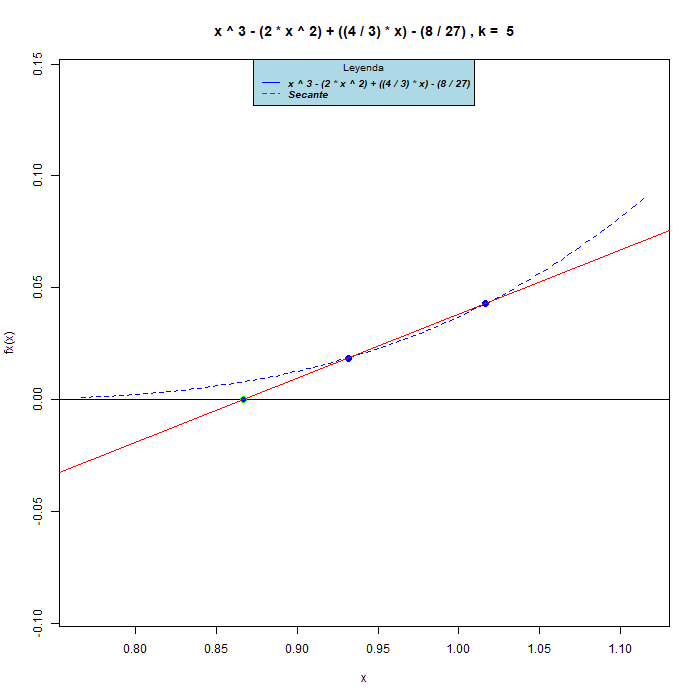 x ^ 3 - (2 * x ^ 2) + ((4 / 3) * x) - (8 / 27) , k =  5
Leyenda
x ^ 3 - (2 * x ^ 2) + ((4 / 3) * x) - (8 / 27)
Secante
0.15
0.10
0.05
0.00
-0.05
-0.10
fx(x)
0.80 0.85 0.90 0.95 1.00 1.05 1.10
x